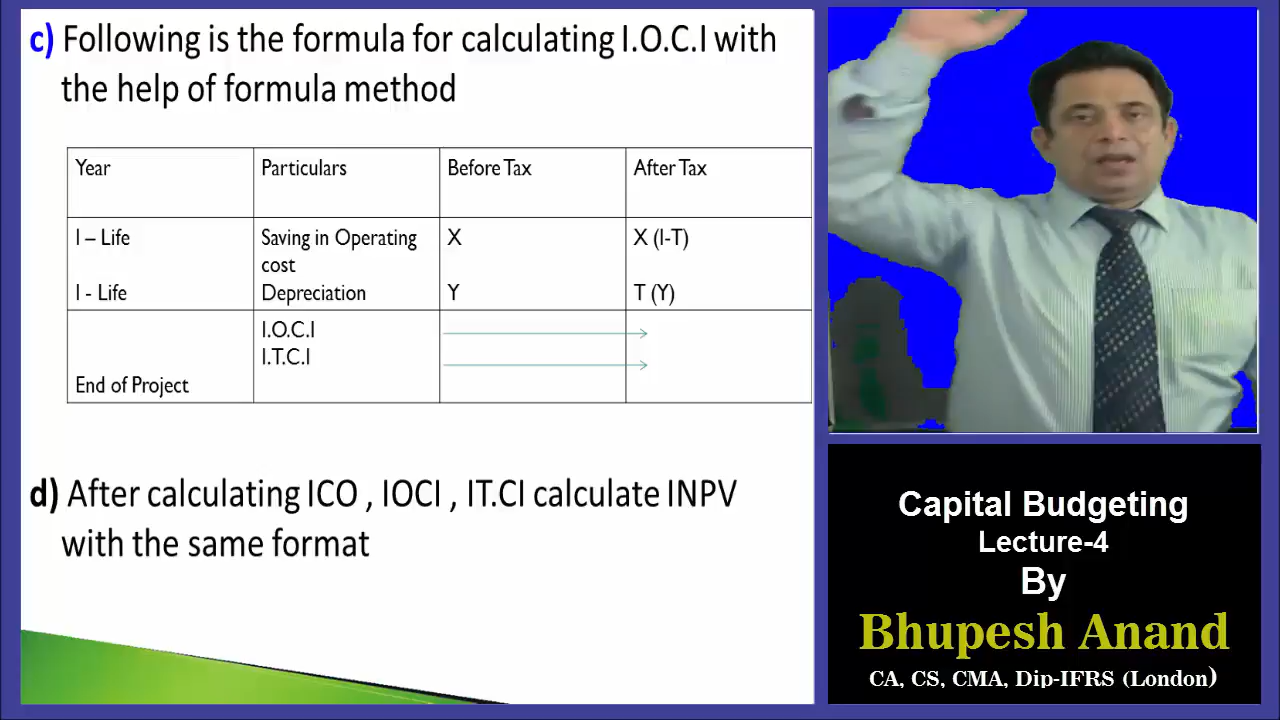 c) Following is the formula for calculating I.O.C.I with
the help of formula method
Year Particulars Before Tax After Tax
I – Life Saving in Operating X X (I-T)
cost
I - Life Depreciation Y T (Y)
I.O.C.I
I.T.C.I
End of Project
d) After calculating ICO , IOCI , IT.CI calculate INPV
with the same format
Capital Budgeting
Lecture-4
By
Bhupesh Anand
CA, CS, CMA, Dip-IFRS (London)